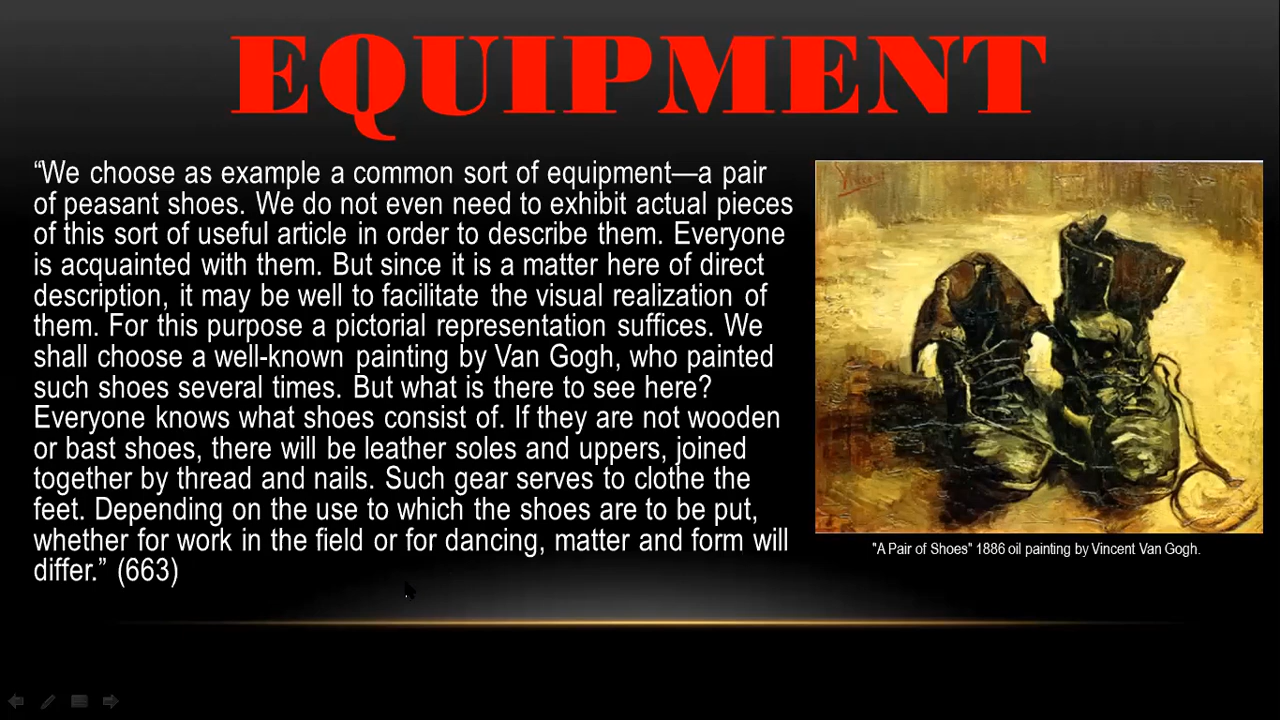 EQUIPMENT
“We choose as example a common sort of equipment—a pair
of peasant shoes. We do not even need to exhibit actual pieces
of this sort of useful article in order to describe them. Everyone
is acquainted with them. But since it is a matter here of direct
description, it may be well to facilitate the visual realization of
them. For this purpose a pictorial representation suffices. We
shall choose a well-known painting by Van Gogh, who painted
such shoes several times. But what is there to see here?
Everyone knows what shoes consist of. If they are not wooden
or bast shoes, there will be leather soles and uppers, joined
together by thread and nails. Such gear serves to clothe the
feet. Depending on the use to which the shoes are to be put,
whether for work in the field or for dancing, matter and form will
differ.” (663)
Vincent
"A Pair of Shoes" 1886 oil painting by Vincent Van Gogh.